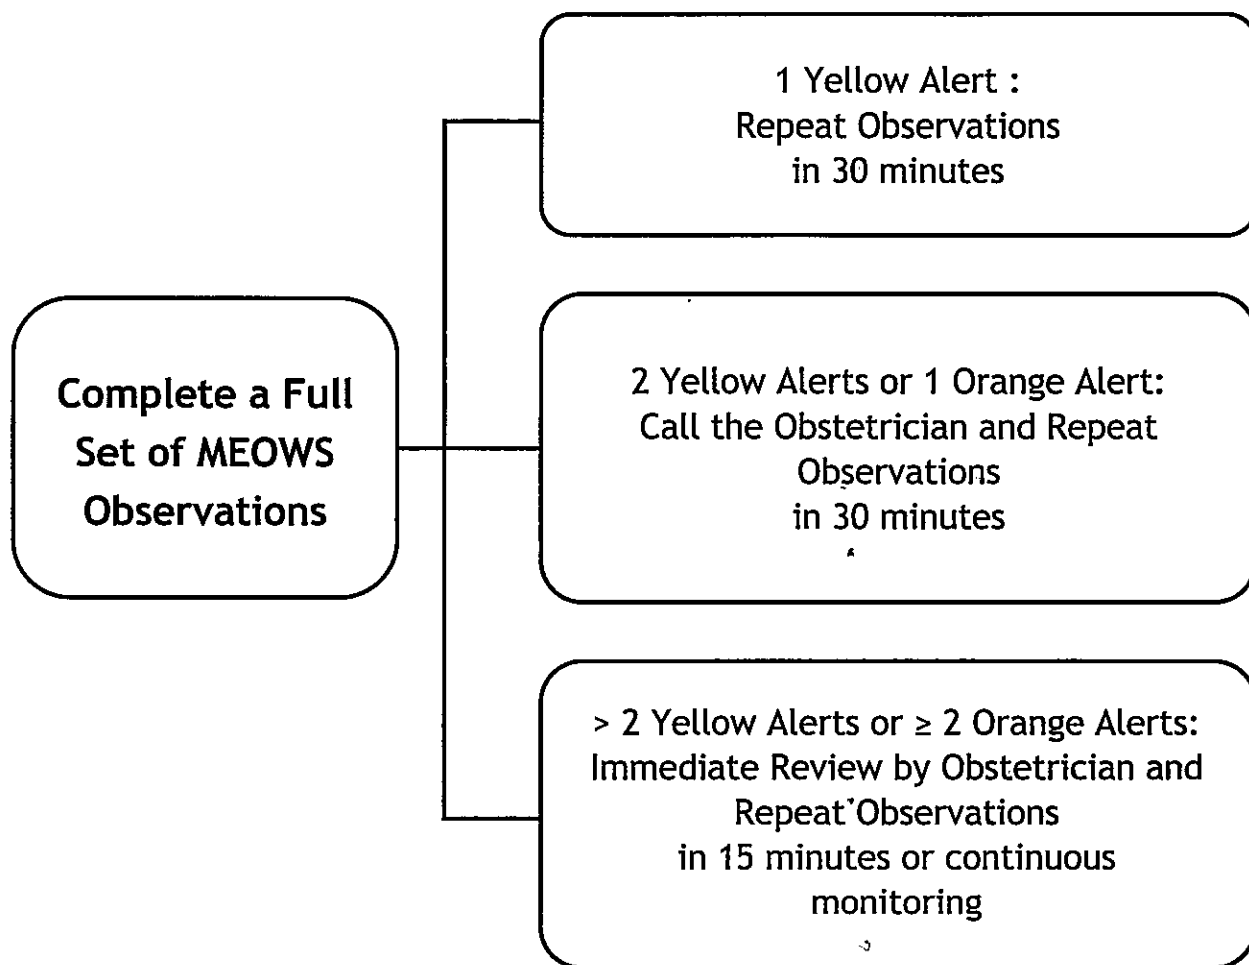 Complete a Full
Set of MEOWS
Observations
1 Yellow Alert :
Repeat Observations
in 30 minutes
2 Yellow Alerts or 1 Orange Alert:
Call the Obstetrician and Repeat
Observations
in 30 minutes
> 2 Yellow Alerts or ≥ 2 Orange Alerts:
Immediate Review by Obstetrician and
Repeat Observations
in 15 minutes or continuous
monitoring